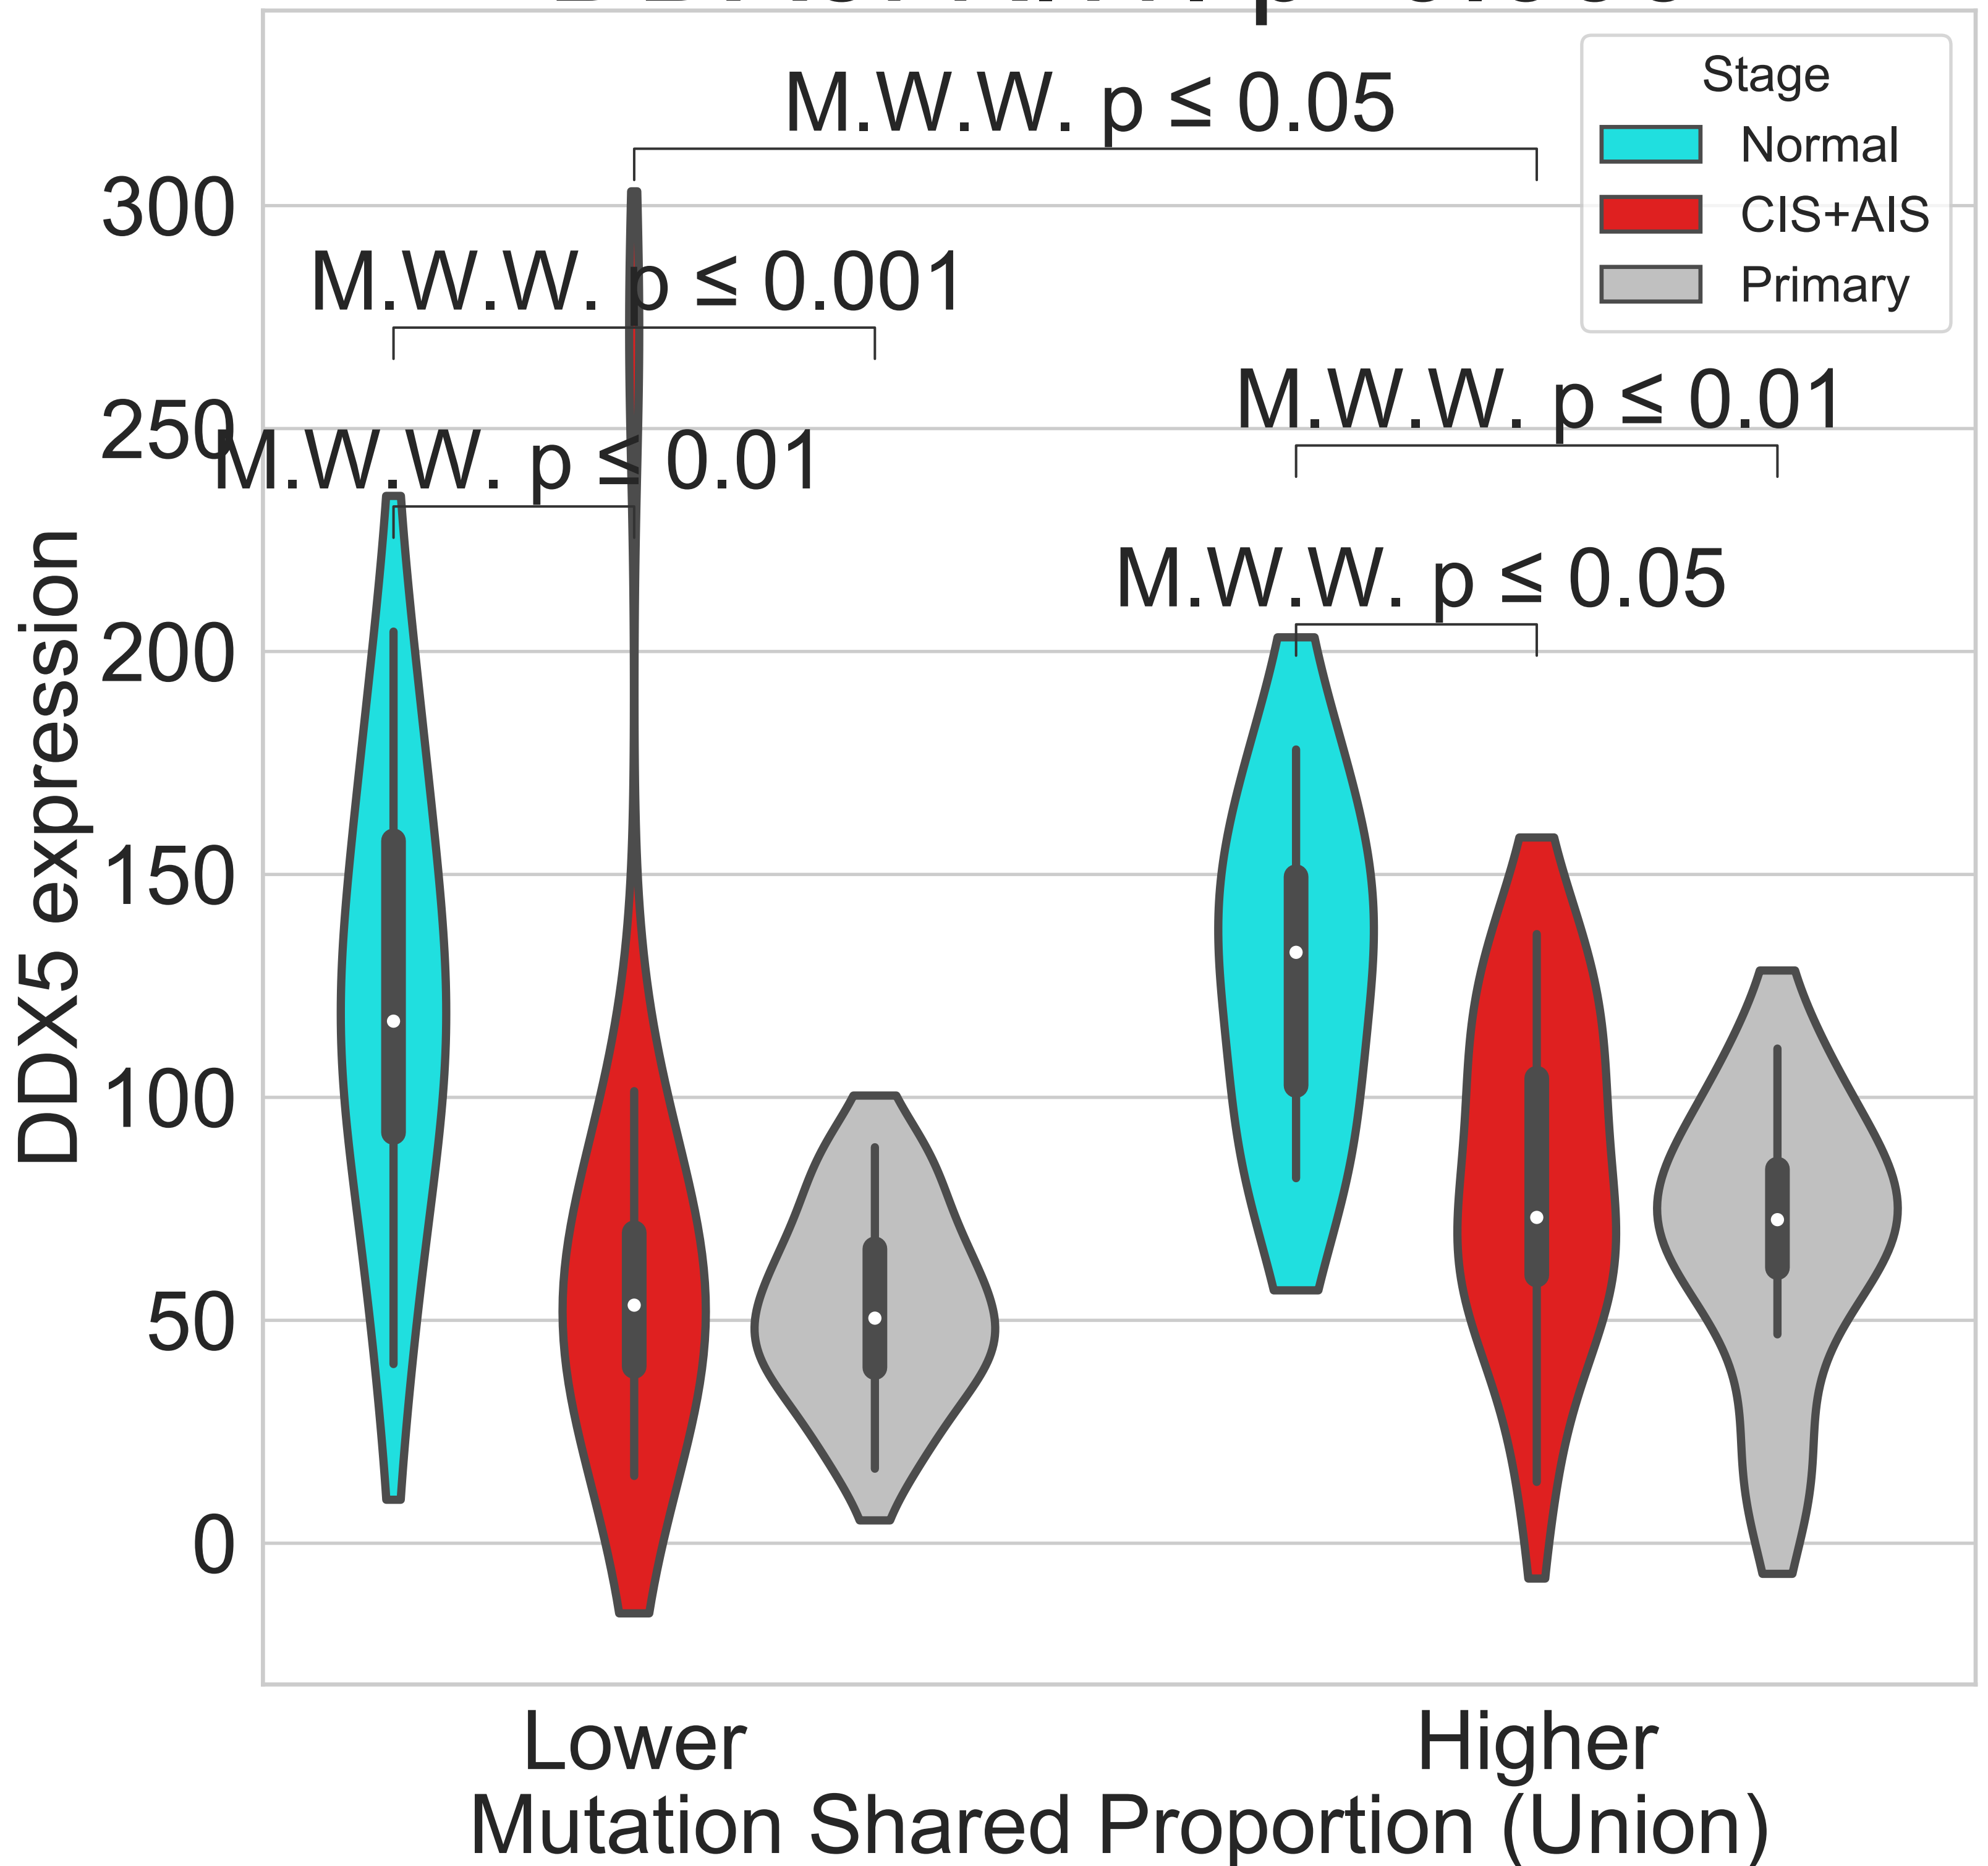 M.W.W. p ≤ 0.05
Stage
Normal
CIS+AIS
Primary
M.W.W. p ≤ 0.001
M.W.W. p ≤ 0.01
M.W.W. p ≤ 0.01
M.W.W. p ≤ 0.05
300
250
200
150
100
50
0
DDX5 expression
Lower
Higher
Mutation Shared Proportion (Union)